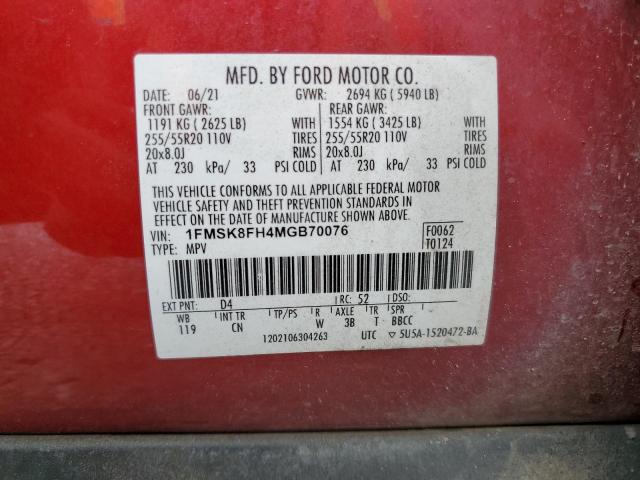 MFD. BY FORD MOTOR CO.
DATE: 06/21 GVWR: 2694 KG ( 5940 LB)
FRONT GAWR: REAR GAWR:
1191 KG ( 2625 LB) WITH 1554 KG ( 3425 LB) WITH
255/55R20 110V TIRES 255/55R20 110V TIRES
20x8.0J RIMS 20x8.0J RIMS
AT 230 kPa/ 33 PSI COLD AT 230 kPa/ 33 PSI COLD
THIS VEHICLE CONFORMS TO ALL APPLICABLE FEDERAL MOTOR
VEHICLE SAFETY AND THEFT PREVENTION STANDARDS IN
EFFECT ON THE DATE OF MANUFACTURE SHOWN ABOVE.
VIN: 1FMSK8FH4MGB70076 F0062
TYPE: MPV T0124
EXT PNT: D4 RC: 52 DSO:
WB INT TR TP/PS R AXLE TR SPR
119 CN W 3B T BBCC
1202106304263 UTC ▽ 5U5A-1520472-BA